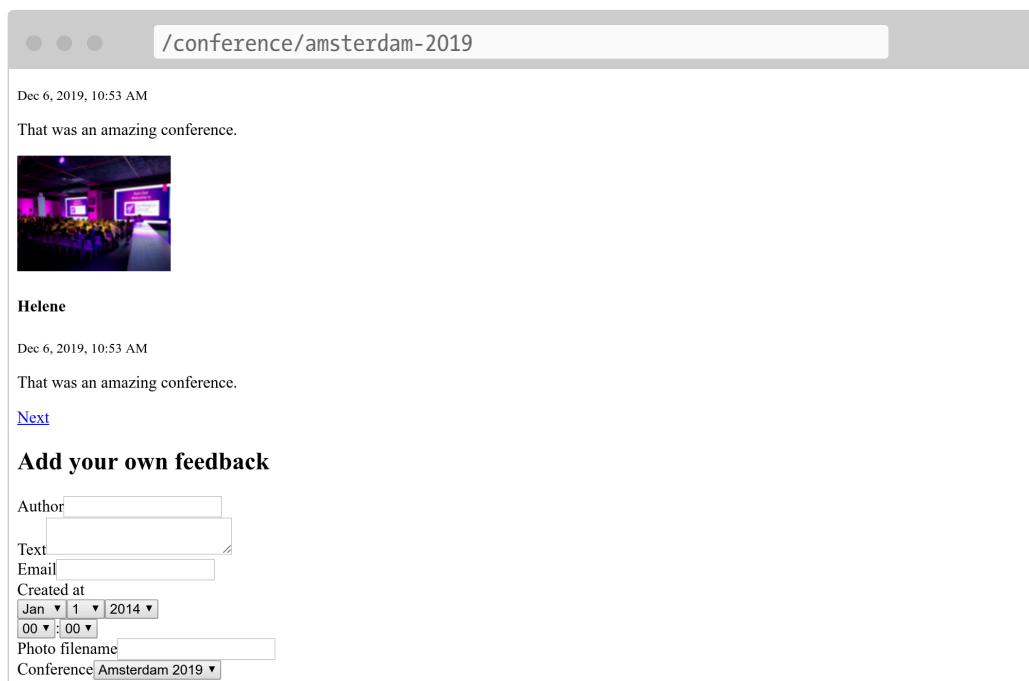 /conference/amsterdam-2019
Dec 6, 2019, 10:53 AM
That was an amazing conference.
Helene
Dec 6, 2019, 10:53 AM
That was an amazing conference.
Next
Add your own feedback
Author
Text
Email
Created at
Jan 1 2014
00 : 00
Photo filename
Conference Amsterdam 2019